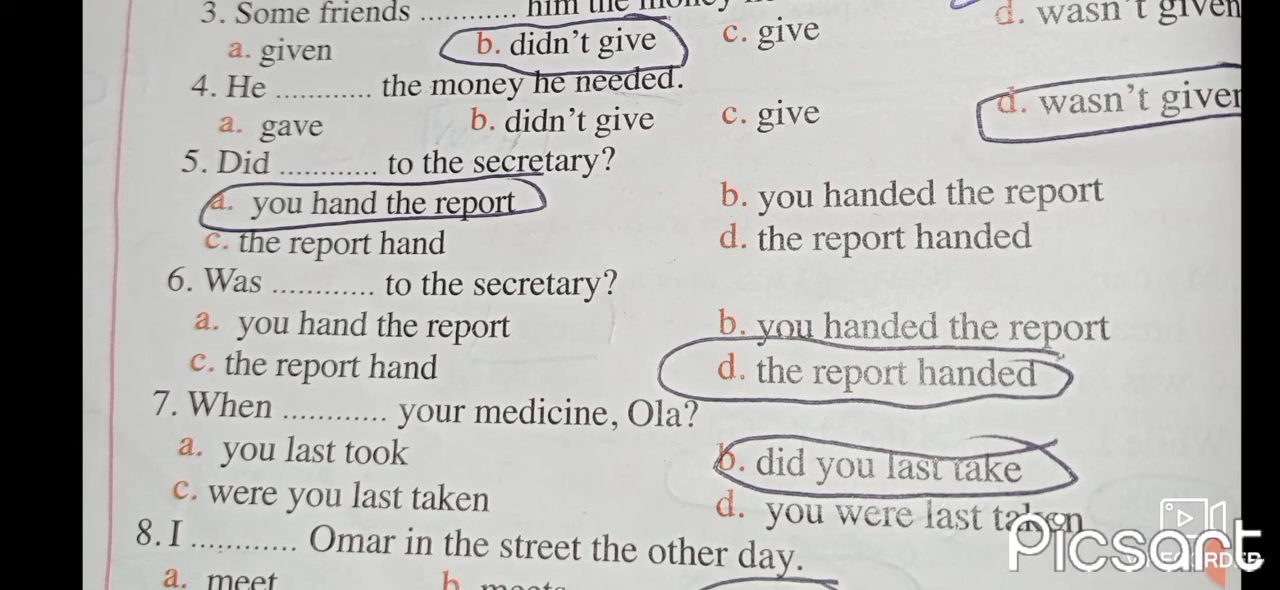 3. Some friends ............ him the money
a. given b. didn't give c. give d. wasn't given
4. He ............ the money he needed.
a. gave b. didn't give c. give d. wasn't given
5. Did ............ to the secretary?
a. you hand the report b. you handed the report
c. the report hand d. the report handed
6. Was ............ to the secretary?
a. you hand the report b. you handed the report
c. the report hand d. the report handed
7. When ............ your medicine, Ola?
a. you last took b. did you last take
c. were you last taken d. you were last taken
8. I ............ Omar in the street the other day.
a. meet b. meets
Picsart